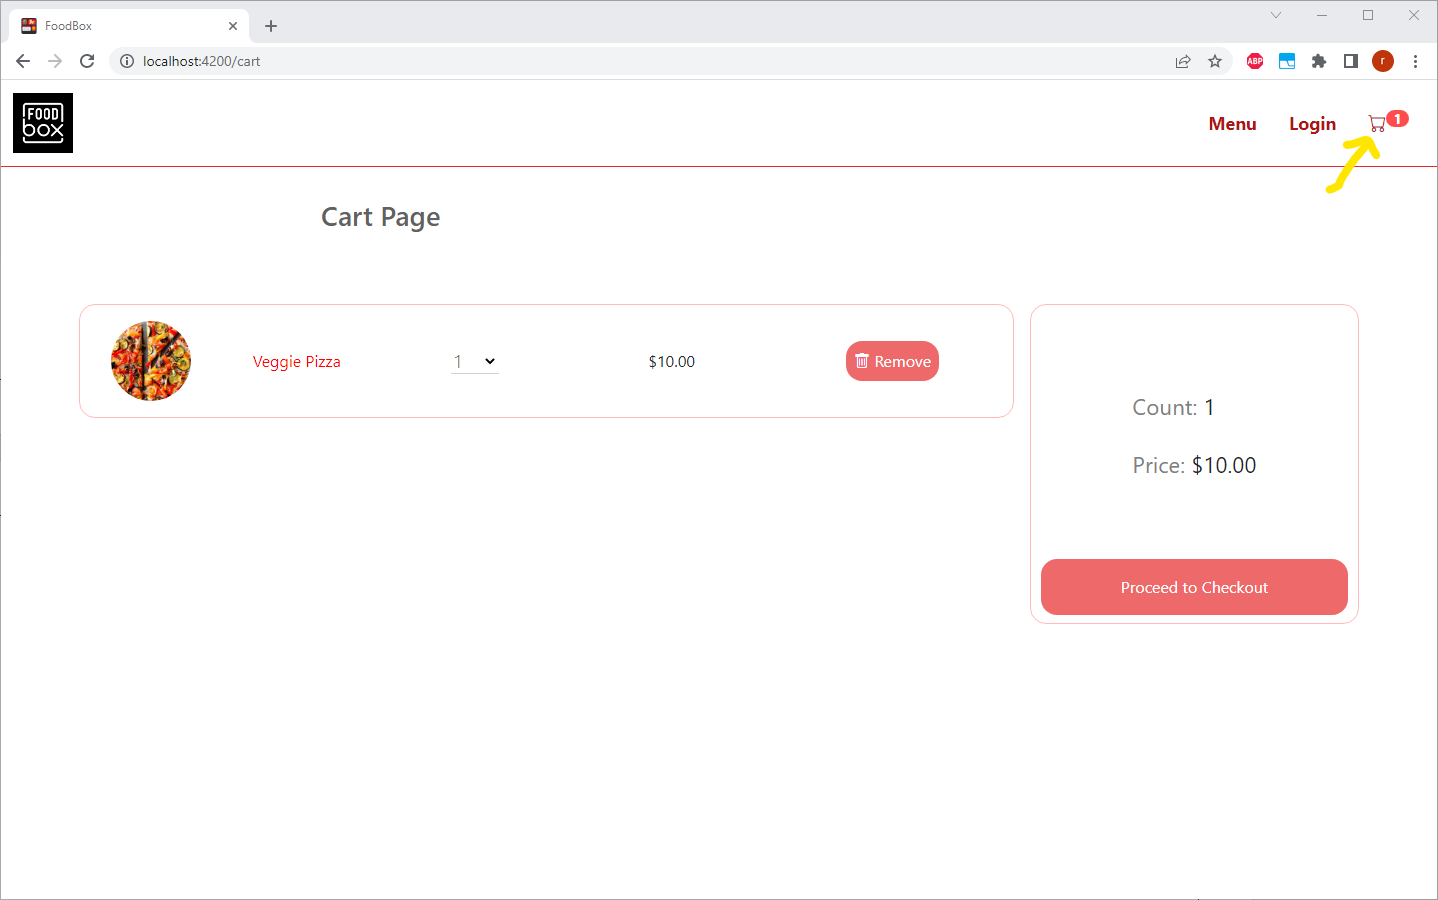 FoodBox
localhost:4200/cart
ABP
r
FOOD
box
Menu
Login
1
Cart Page
Veggie Pizza
1
$10.00
Remove
Count: 1
Price: $10.00
Proceed to Checkout